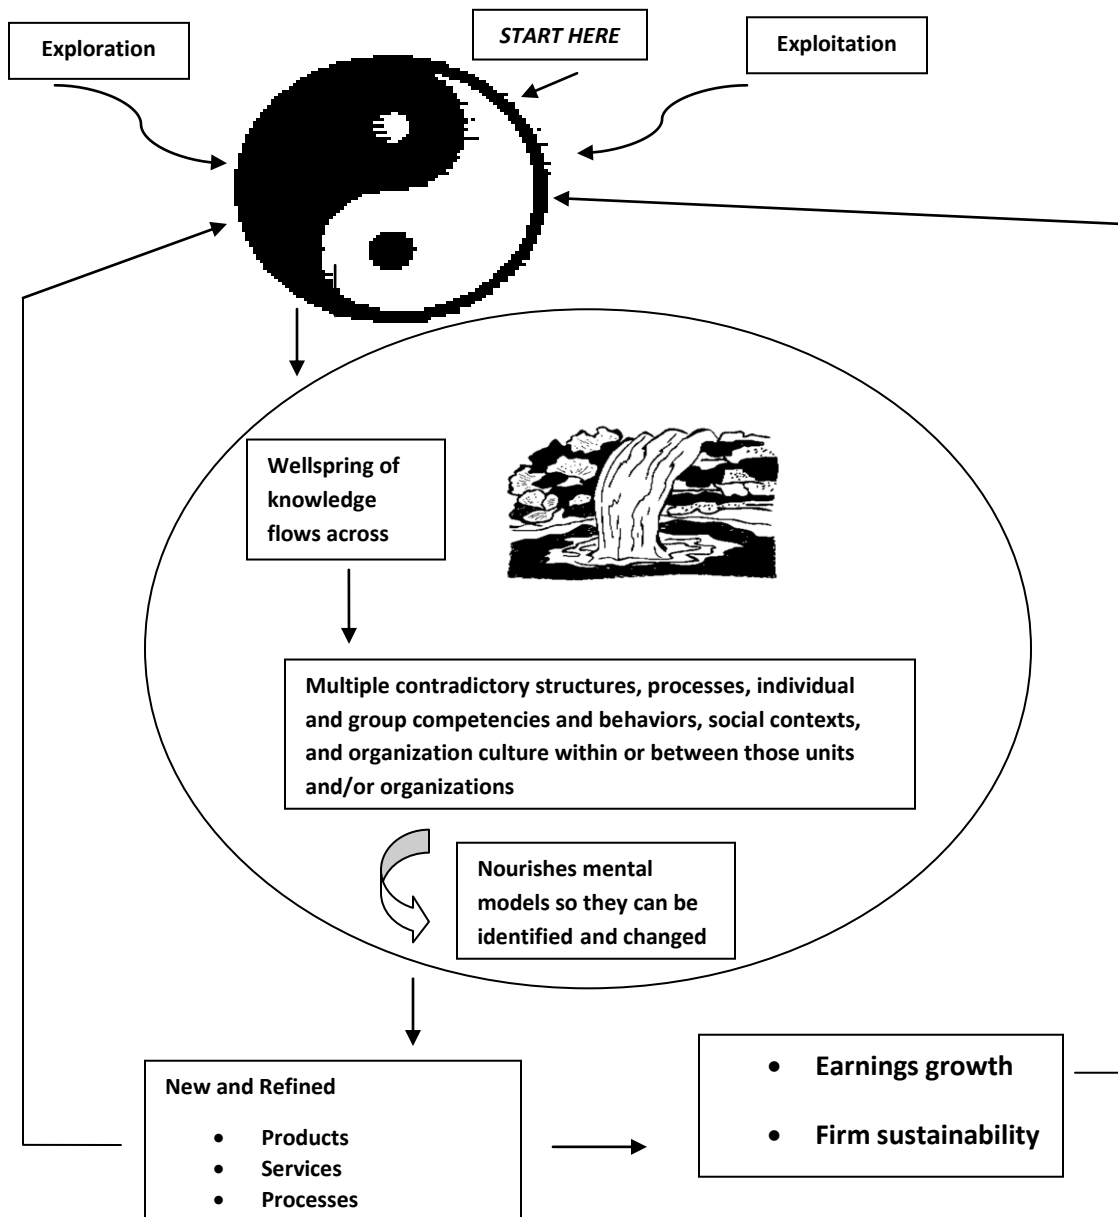 Exploration
START HERE
Exploitation
Wellspring of
knowledge
flows across
Multiple contradictory structures, processes, individual
and group competencies and behaviors, social contexts,
and organization culture within or between those units
and/or organizations
Nourishes mental
models so they can be
identified and changed
New and Refined
• Products
• Services
• Processes
• Earnings growth
• Firm sustainability